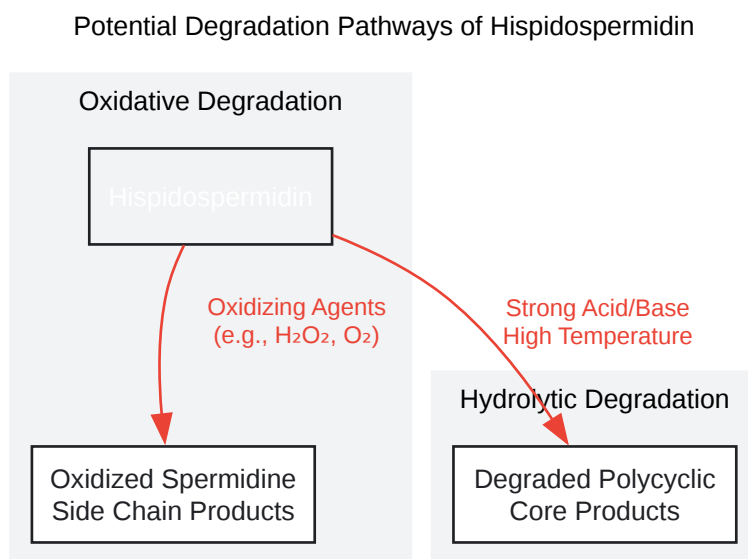 Potential Degradation Pathways of Hispidospermidin
Oxidative Degradation
Hispidospermidin
Oxidizing Agents
(e.g., H₂O₂, O₂)
Strong Acid/Base
High Temperature
Hydrolytic Degradation
Oxidized Spermidine
Side Chain Products
Degraded Polycyclic
Core Products